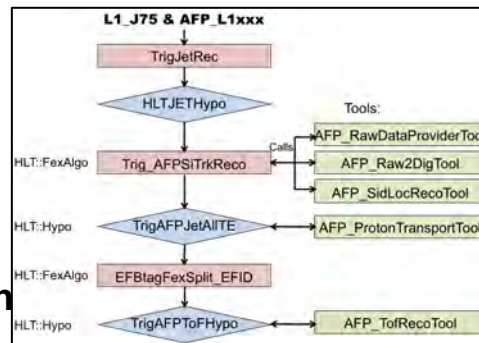 L1_J75 & AFP_L1xxx
TrigJetRec
HLTJETHypo
Tools:
AFP_RawDataProviderTool
Calls
HLT::FexAlgo
Trig_AFPSiTrkReco
AFP_Raw2DigTool
AFP_SidLocRecoTool
HLT::Hypo
TrigAFPJetAllTE
AFP_ProtonTransportTool
HLT::FexAlgo
EFBtagFexSplit_EFID
HLT::Hypo
TrigAFPToFHypo
AFP_TofRecoTool